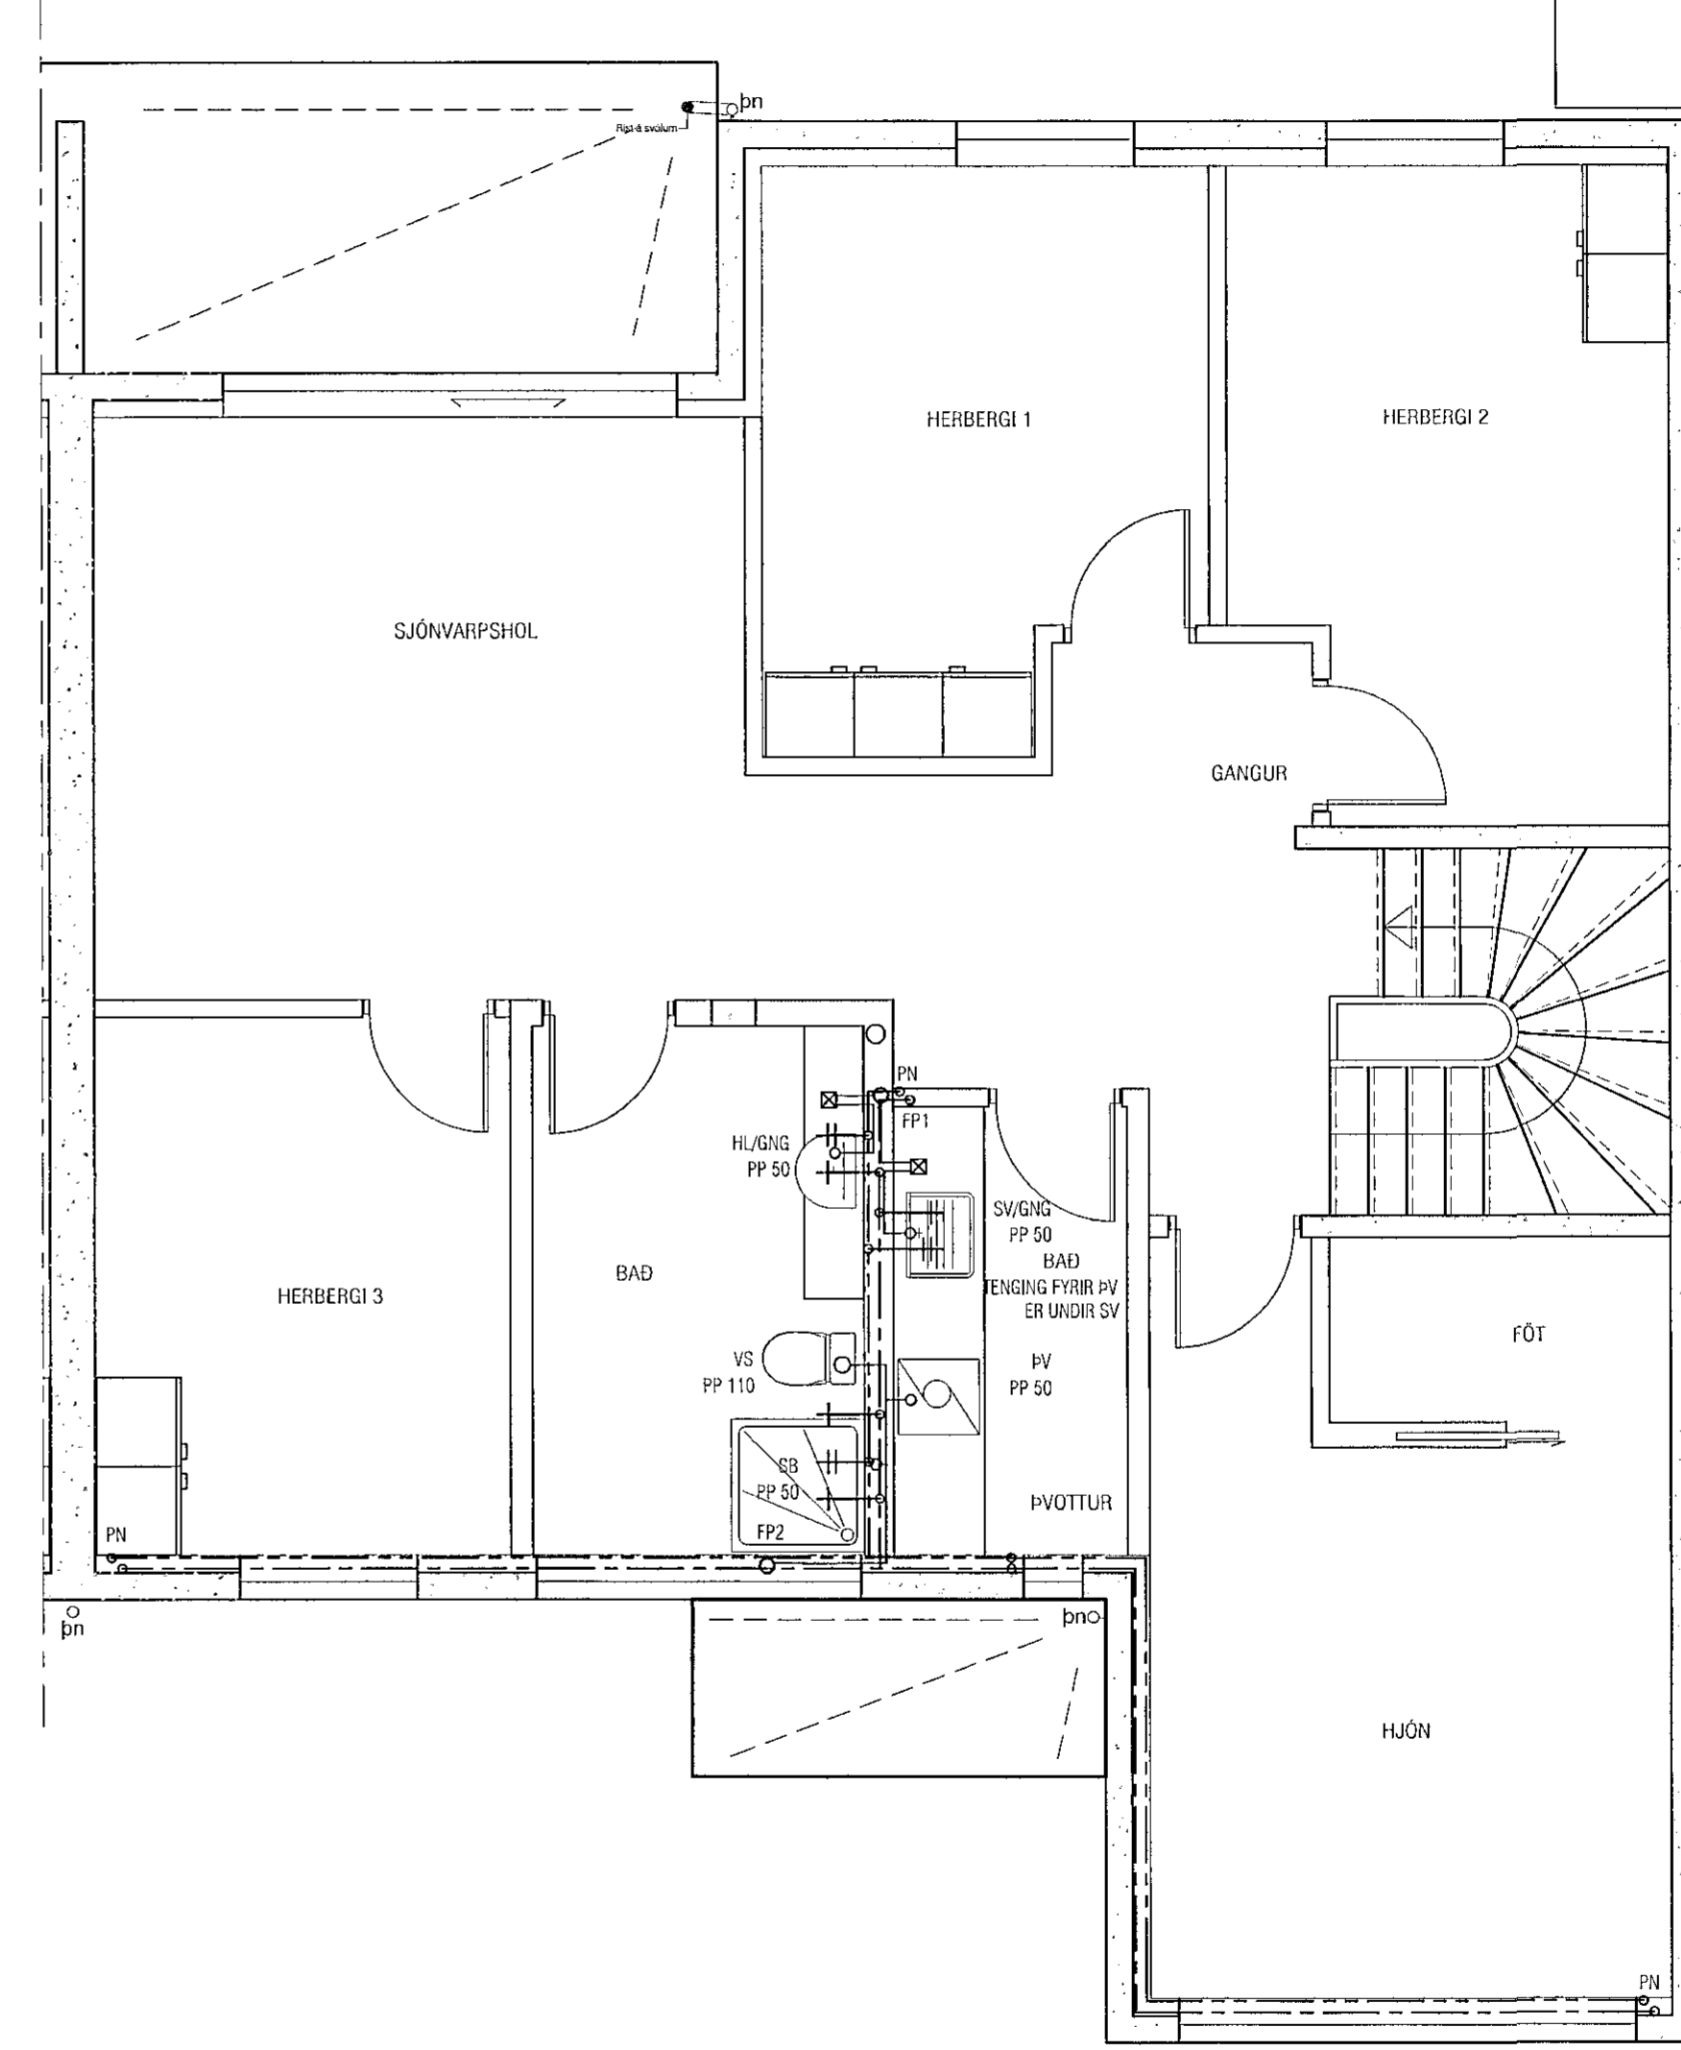 þn
Rist á svölum
HERBERGI 1
HERBERGI 2
SJÓNVARPSHOL
GANGUR
PN
FP1
HL/GNG
PP 50
SV/GNG
PP 50
BAÐ
TENGING FYRIR ÞV
ER UNDIR SV
BAÐ
HERBERGI 3
FÖT
VS
PP 110
ÞV
PP 50
SB
PP 50
FP2
ÞVOTTUR
PN
þn
þn
HJÓN
PN